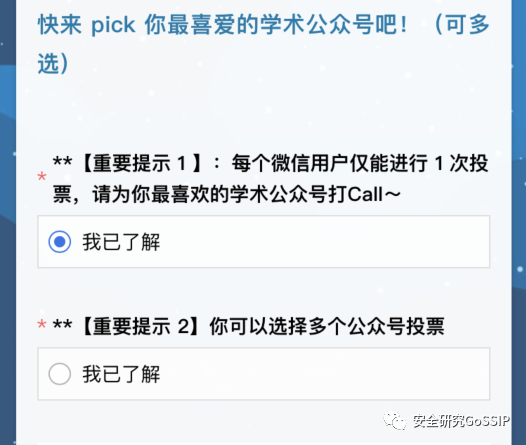 快来 pick 你最喜爱的学术公众号吧！（可多
选）
* **【重要提示 1 】：每个微信用户仅能进行 1 次投
票，请为你最喜欢的学术公众号打Call～
我已了解
* **【重要提示 2】你可以选择多个公众号投票
我已了解
安全研究GoSSIP